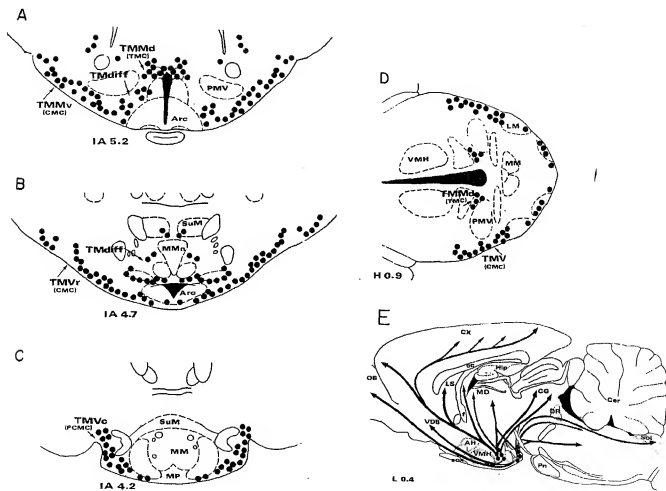 A
TMMd
(TMC)
TMdiff
TMMv
(CMC)
PMV
Arc
IA 5.2
B
SuM
TMdiff
MMn
TMVr
(CMC)
Arc
IA 4.7
C
TMVc
(PCMC)
SuM
MM
MP
IA 4.2
D
LM
VMH
MM
TMMd
(TMC)
PMV
TMV
(CMC)
H 0.9
E
CX
OB
Hip
LS
MD
CG
Cer
DR
VDB
f
AH
VMH
Sol
Pn
L 0.4